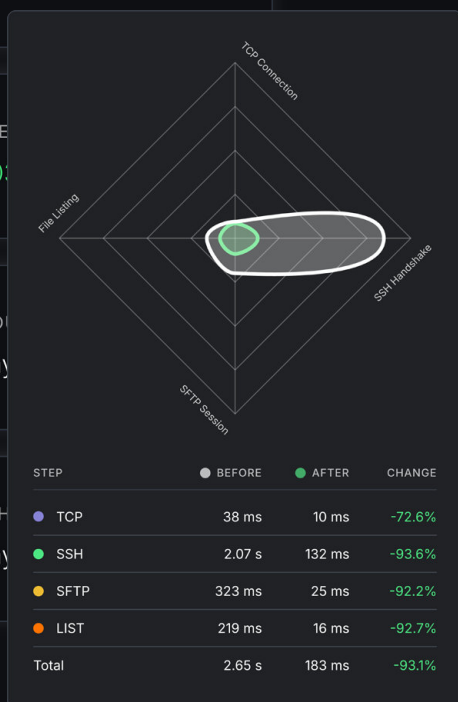 TCP Connection
File Listing
SSH Handshake
SFTP Session
STEP BEFORE AFTER CHANGE
TCP 38 ms 10 ms -72.6%
SSH 2.07 s 132 ms -93.6%
SFTP 323 ms 25 ms -92.2%
LIST 219 ms 16 ms -92.7%
Total 2.65 s 183 ms -93.1%